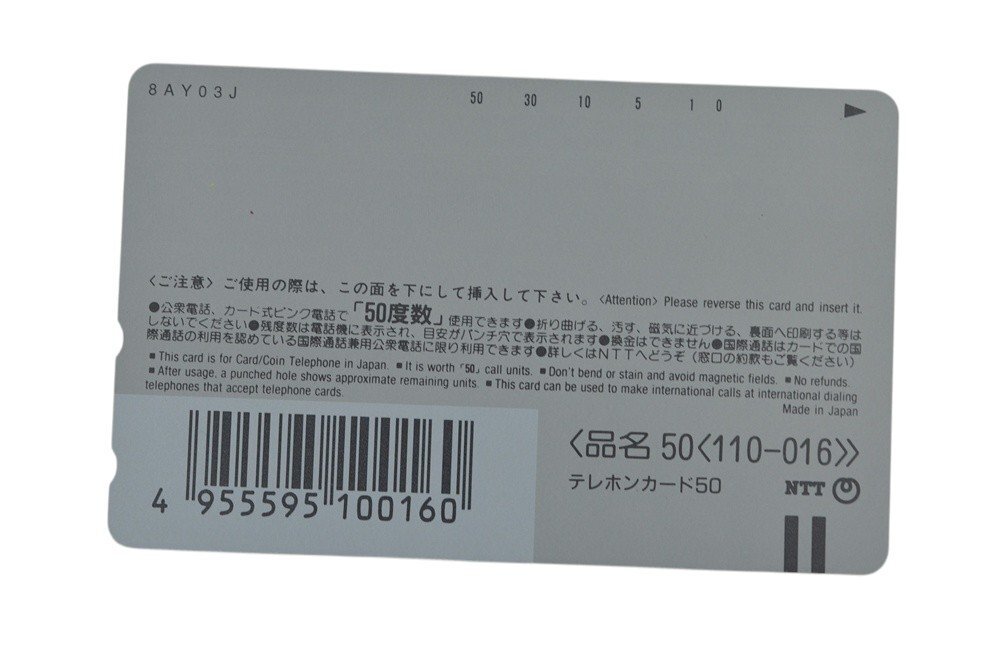 8AY03J
50 30 10 5 1 0
〈ご注意〉ご使用の際は、この面を下にして挿入して下さい。〈Attention〉Please reverse this card and insert it.
●公衆電話、カード式ピンク電話で「50度数」使用できます●折り曲げる、汚す、磁気に近づける、裏面へ印刷する等は
しないでください●残度数は電話機に表示され、目安がパンチ穴で表示されます●換金はできません●国際通話はカードでの国
際通話の利用を認めている国際通話兼用公衆電話に限り利用できます●詳しくはNTTへどうぞ(窓口の約款もご覧ください)
■This card is for Card/Coin Telephone in Japan. ■It is worth「50」call units. ■Don't bend or stain and avoid magnetic fields. ■No refunds.
■After usage, a punched hole shows approximate remaining units. ■This card can be used to make international calls at international dialing
telephones that accept telephone cards.
Made in Japan
〈品名 50〈110-016〉〉
テレホンカード50
NTT
4 955595 100160